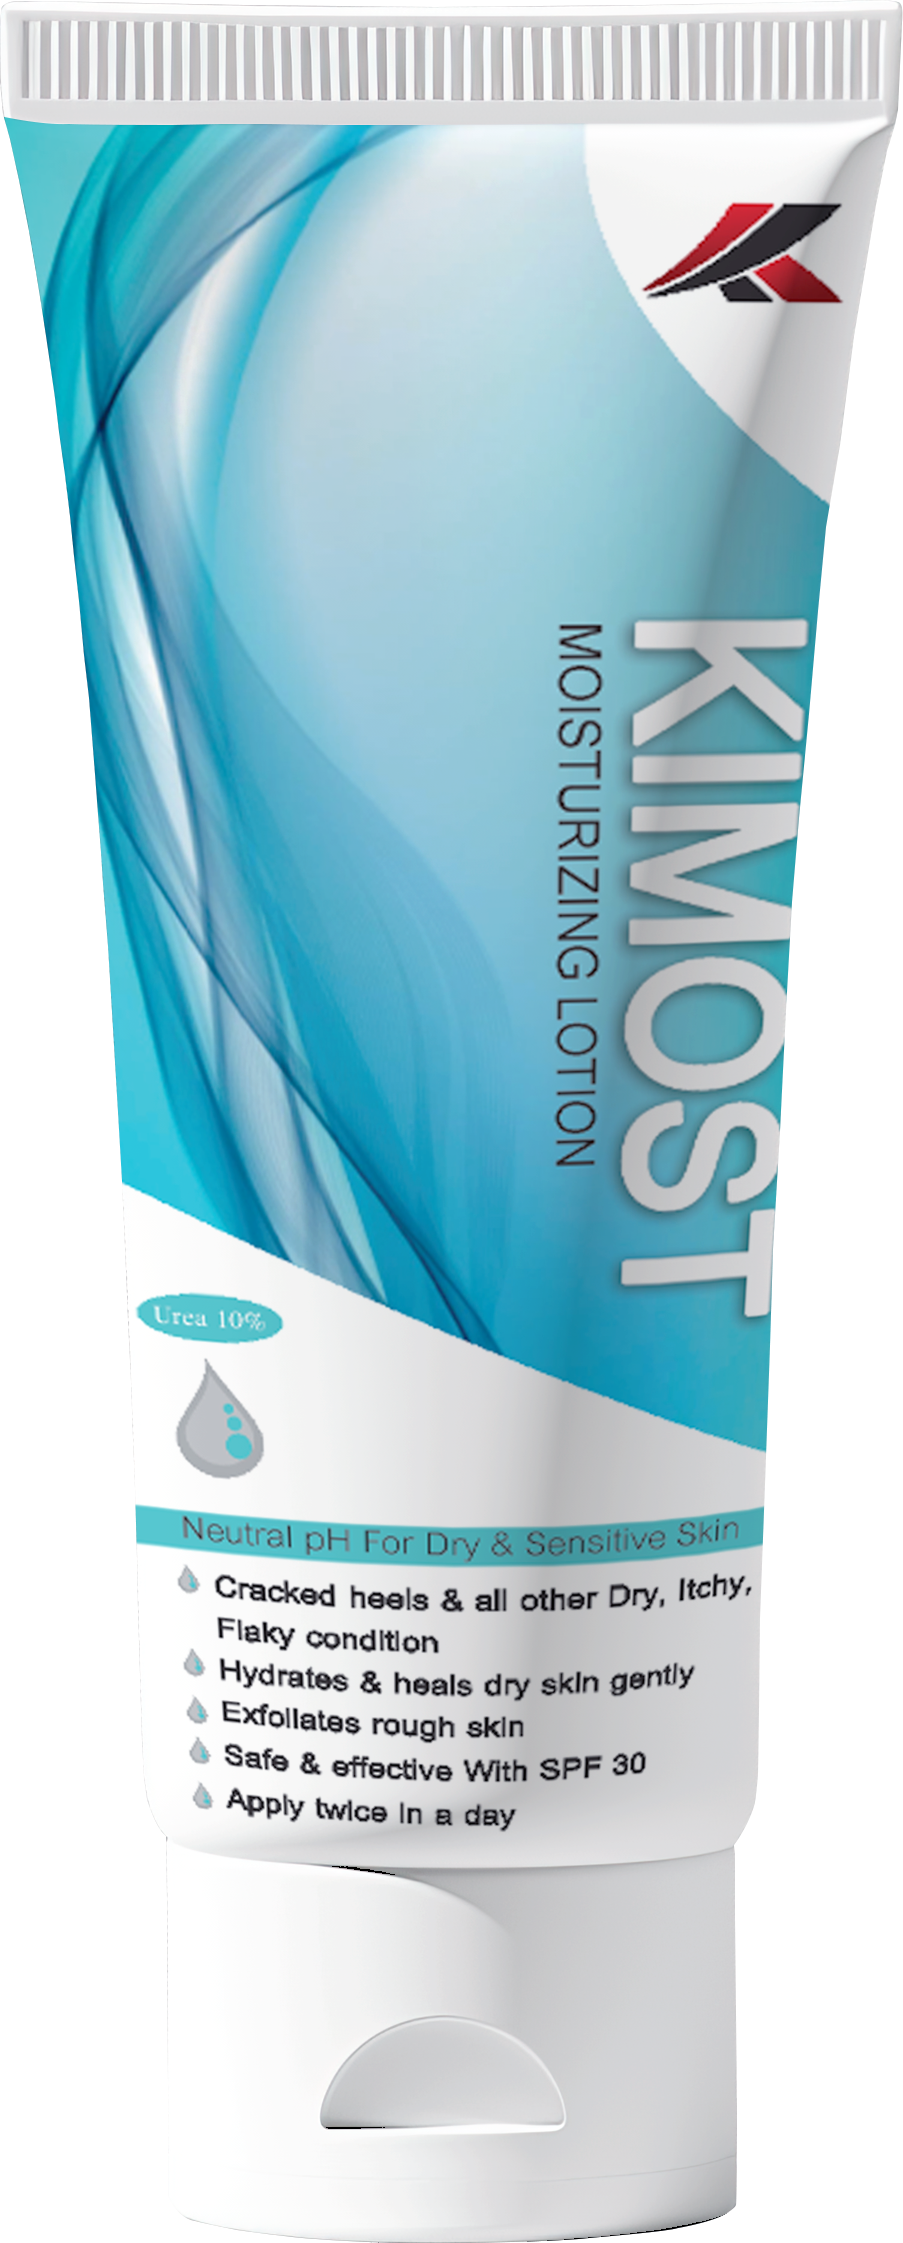 KIMOST
MOISTURIZING LOTION
Urea 10%
Neutral pH For Dry & Sensitive Skin
Cracked heels & all other Dry, Itchy,
Flaky condition
Hydrates & heals dry skin gently
Exfoliates rough skin
Safe & effective With SPF 30
Apply twice in a day